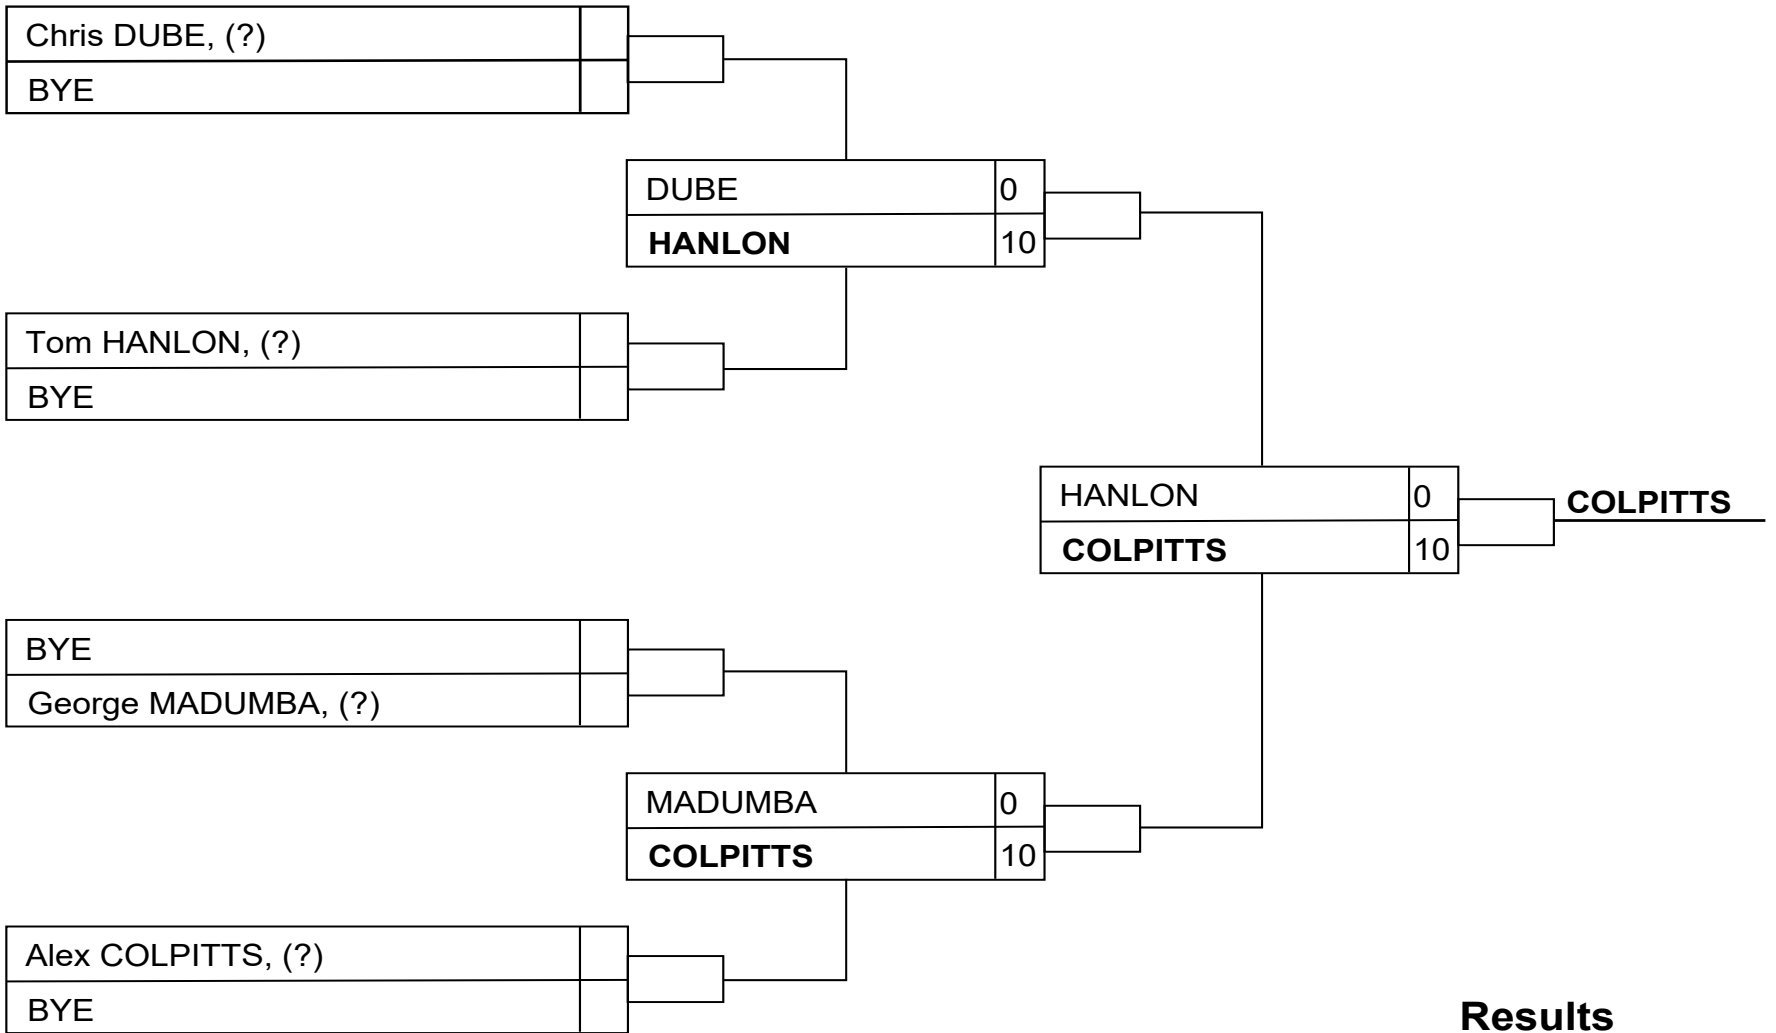 Chris DUBE, (?)
BYE
DUBE 0
HANLON 10
Tom HANLON, (?)
BYE
HANLON 0
COLPITTS 10
COLPITTS
BYE
George MADUMBA, (?)
MADUMBA 0
COLPITTS 10
Alex COLPITTS, (?)
BYE
Results